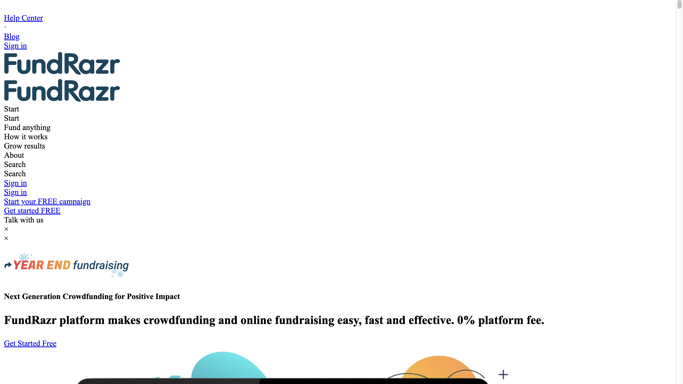 Help Center
·
Blog
Sign in
FundRazr
FundRazr
Start
Start
Fund anything
How it works
Grow results
About
Search
Search
Sign in
Sign in
Start your FREE campaign
Get started FREE
Talk with us
×
×
YEAR END fundraising
Next Generation Crowdfunding for Positive Impact
FundRazr platform makes crowdfunding and online fundraising easy, fast and effective. 0% platform fee.
Get Started Free